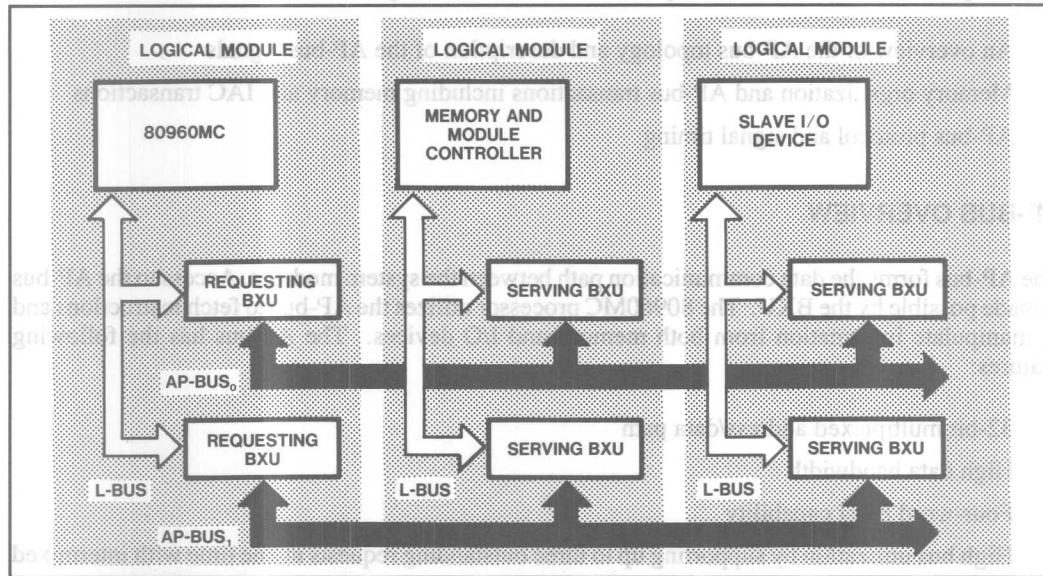 LOGICAL MODULE
LOGICAL MODULE
LOGICAL MODULE
80960MC
MEMORY AND
MODULE
CONTROLLER
SLAVE I/O
DEVICE
REQUESTING
BXU
SERVING BXU
SERVING BXU
AP-BUS₀
REQUESTING
BXU
SERVING BXU
SERVING BXU
L-BUS
L-BUS
L-BUS
AP-BUS₁